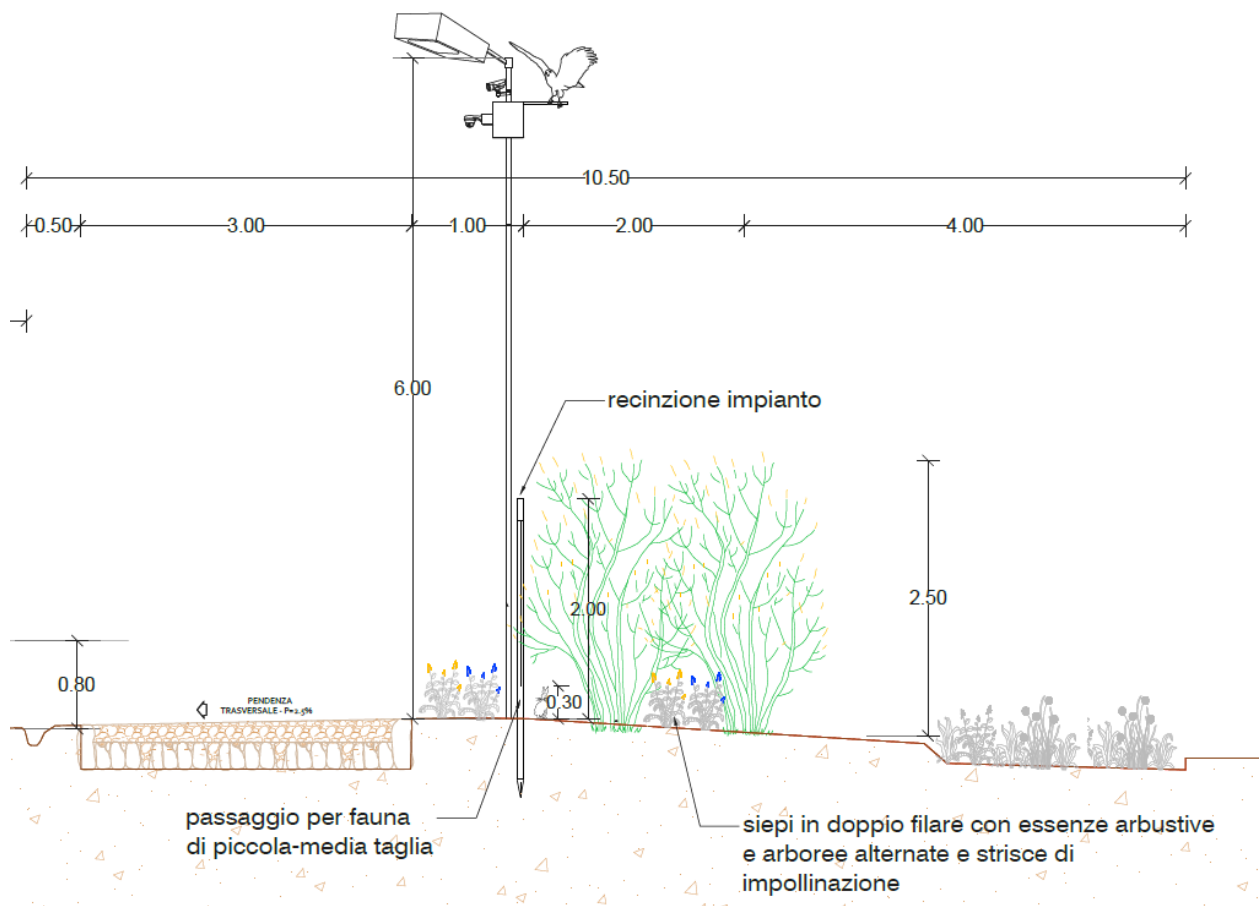 10.50
0.50
3.00
1.00
2.00
4.00
6.00
recinzione impianto
2.00
2.50
0.80
0.30
PENDENZA
TRASVERSALE - P=2.5%
passaggio per fauna
di piccola-media taglia
siepi in doppio filare con essenze arbustive
e arboree alternate e strisce di
impollinazione